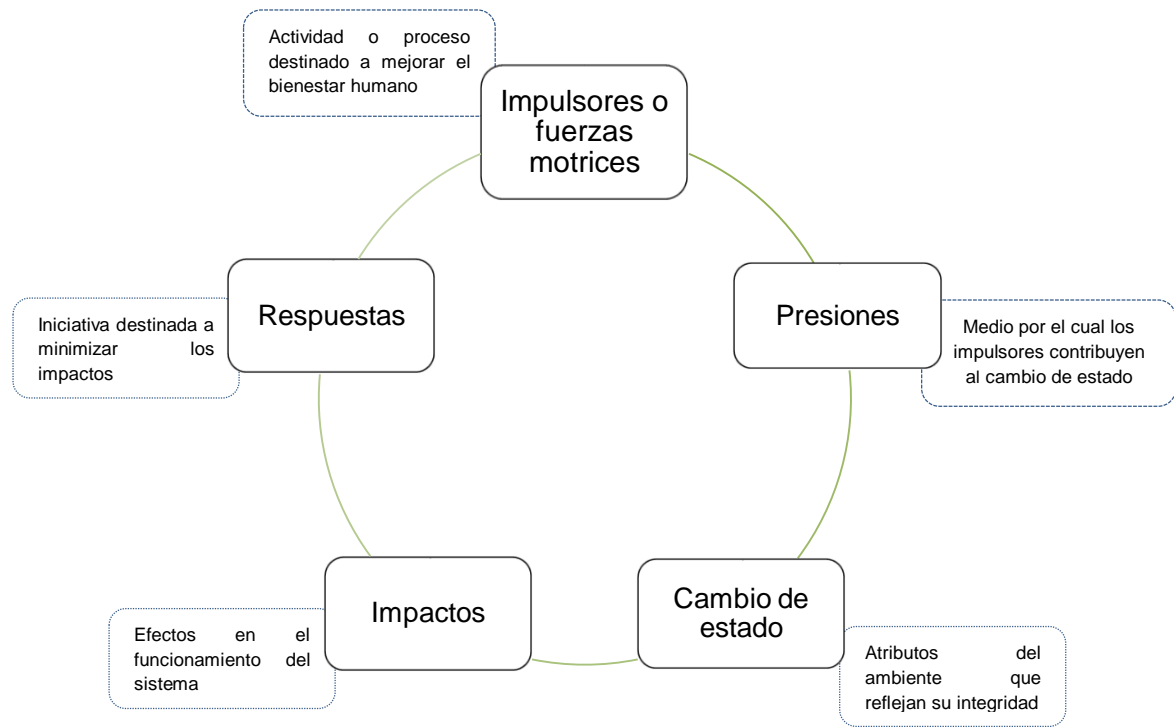 Actividad o proceso
destinado a mejorar el
bienestar humano
Impulsores o
fuerzas
motrices
Presiones
Medio por el cual los
impulsores contribuyen
al cambio de estado
Cambio de
estado
Atributos del
ambiente que
reflejan su integridad
Impactos
Efectos en el
funcionamiento del
sistema
Respuestas
Iniciativa destinada a
minimizar los
impactos